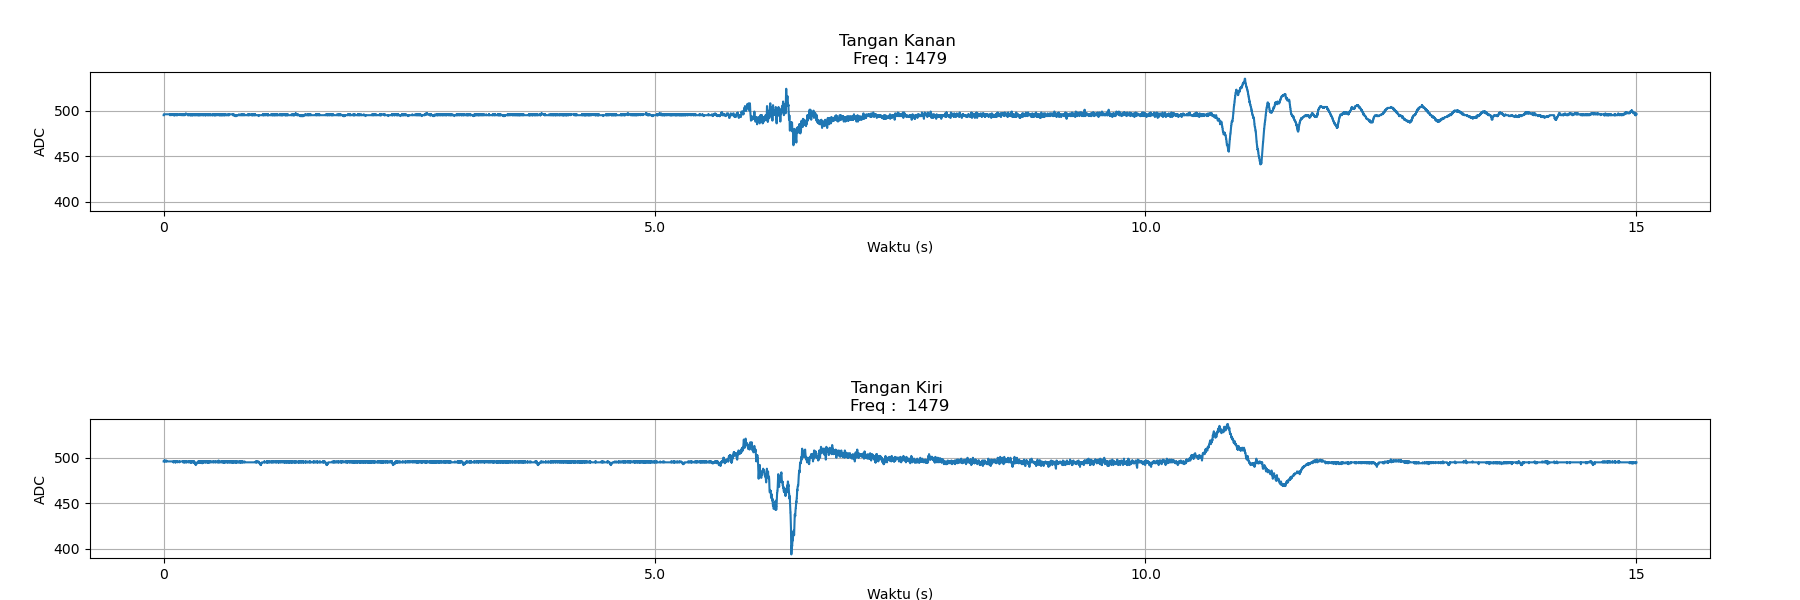 Tangan Kanan
Freq : 1479
500
450
400
ADC
0 5.0 10.0 15
Waktu (s)
Tangan Kiri
Freq :  1479
500
450
400
ADC
0 5.0 10.0 15
Waktu (s)